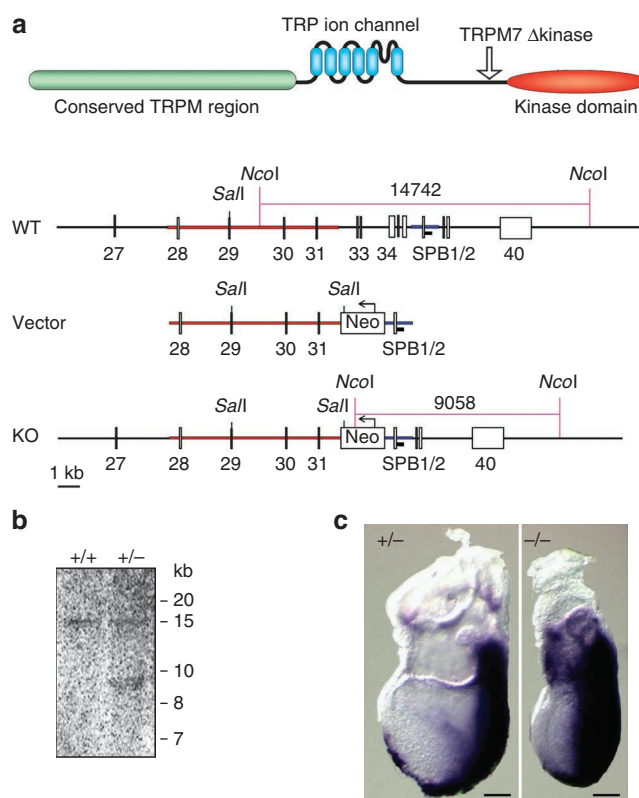 a
TRP ion channel
TRPM7 Δkinase
Conserved TRPM region
Kinase domain
NcoI
14742
NcoI
SalI
WT
27 28 29 30 31 33 34 SPB1/2 40
SalI
SalI
Vector
Neo
28 29 30 31 SPB1/2
NcoI
9058
NcoI
SalI
SalI
KO
Neo
27 28 29 30 31 SPB1/2 40
1 kb
b
+/+ +/–
kb
20
15
10
8
7
c
+/–
–/–